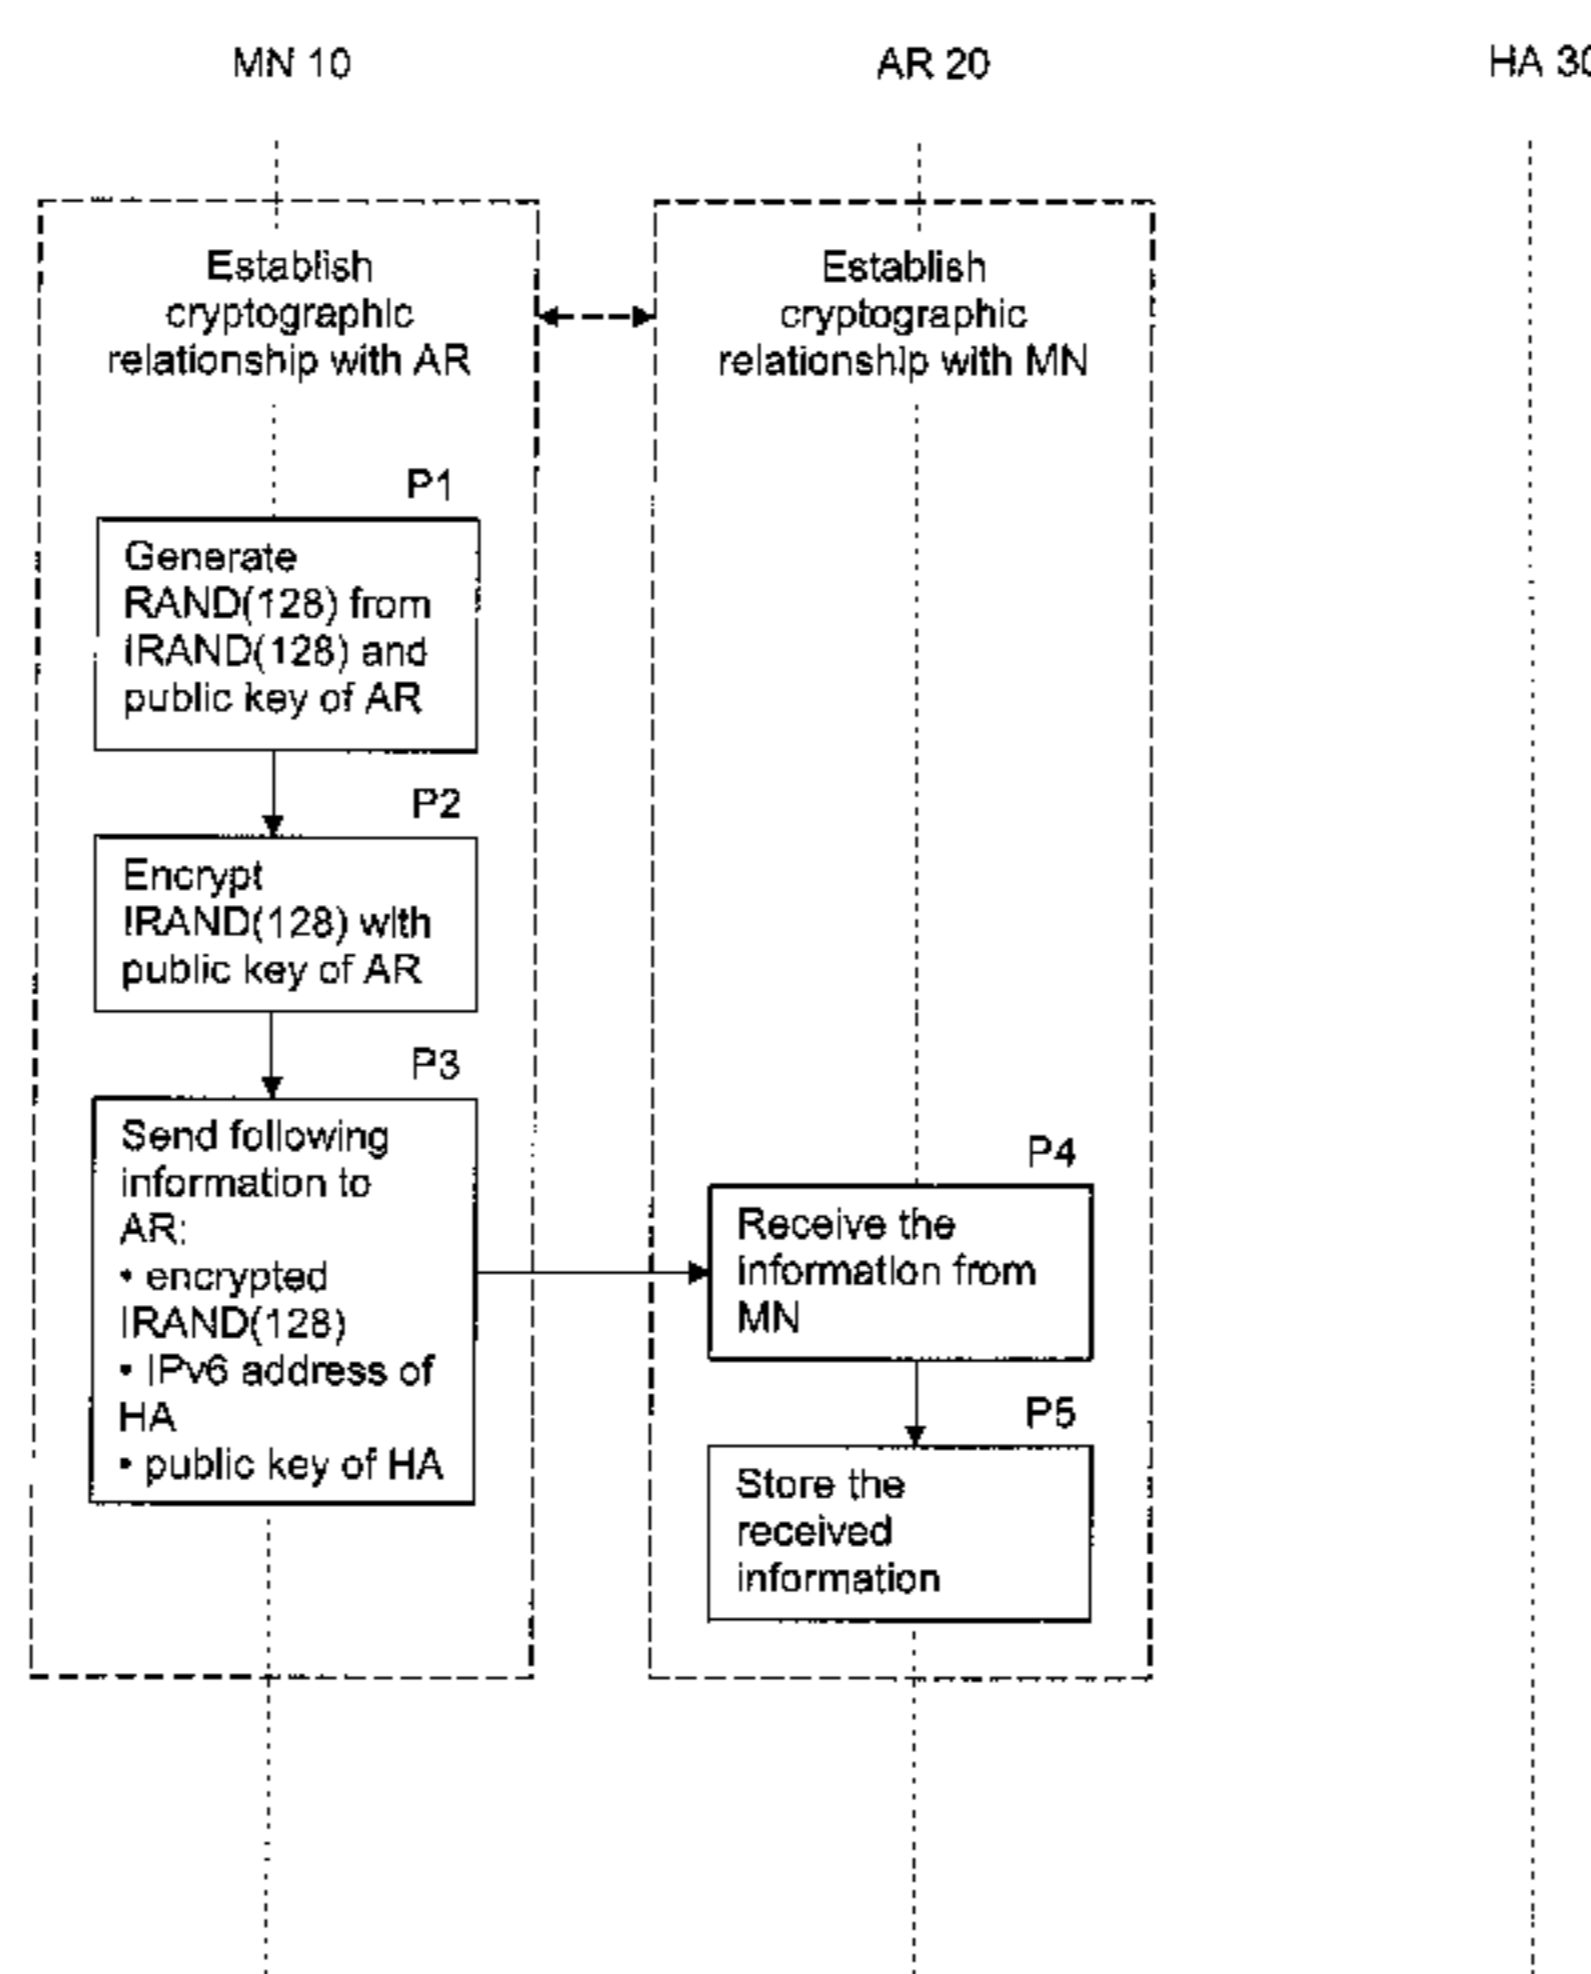 MN 10
AR 20
HA 30
Establish
cryptographic
relationship with AR
Establish
cryptographic
relationship with MN
P1
Generate
RAND(128) from
IRAND(128) and
public key of AR
P2
Encrypt
IRAND(128) with
public key of AR
P3
Send following
information to
AR:
• encrypted
IRAND(128)
• IPv6 address of
HA
• public key of HA
P4
Receive the
information from
MN
P5
Store the
received
information